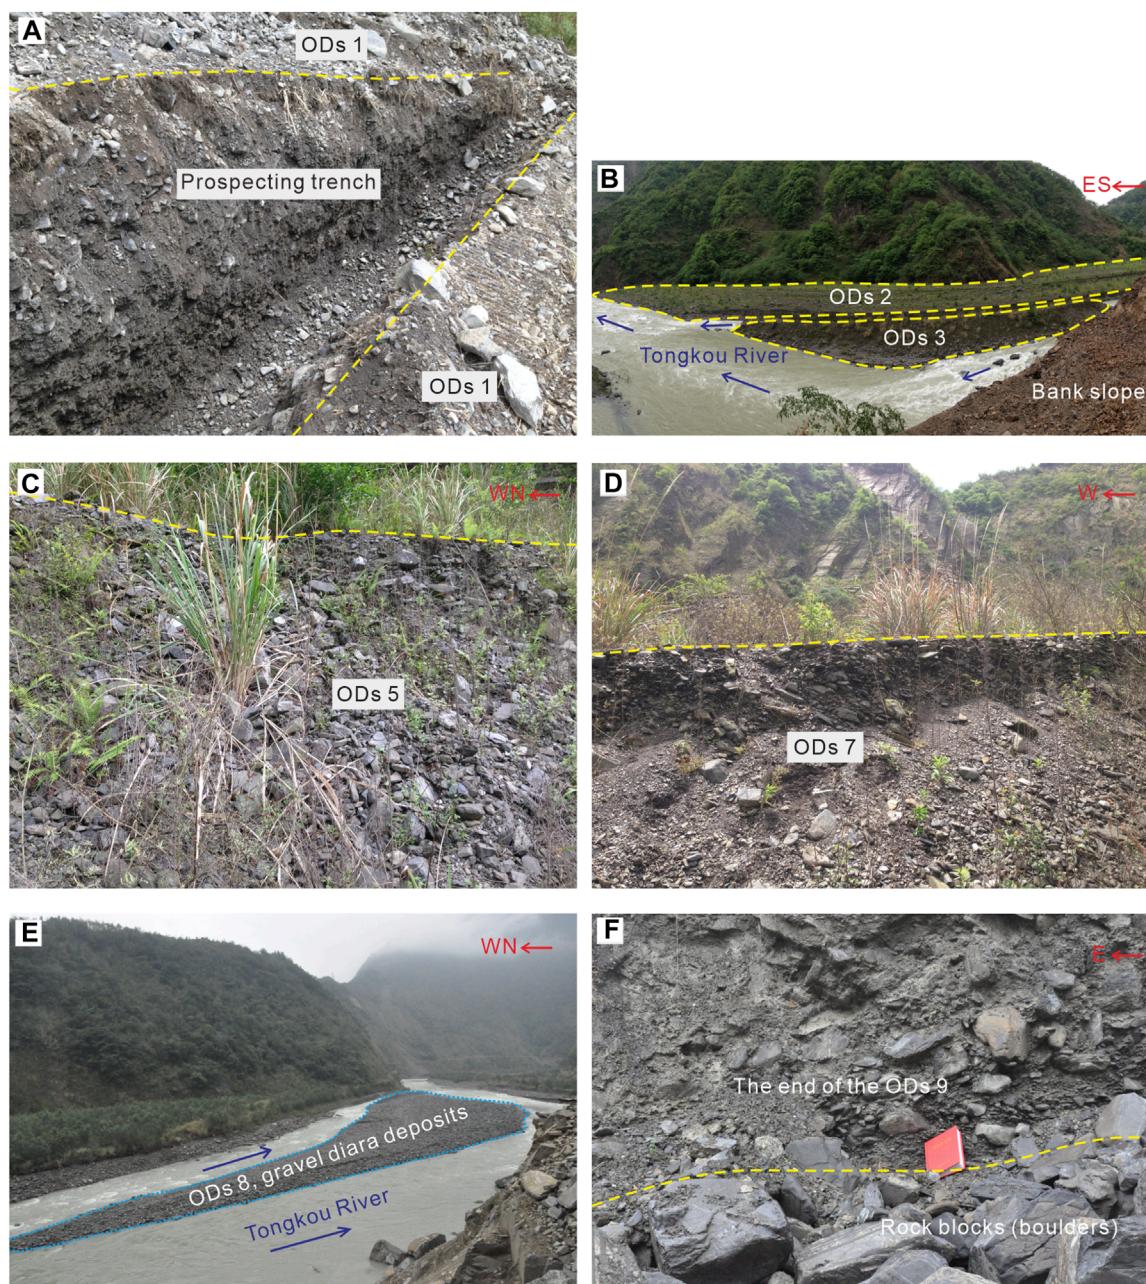 A
ODs 1
Prospecting trench
ODs 1
B
ES
ODs 2
ODs 3
Tongkou River
Bank slope
C
WN
ODs 5
D
W
ODs 7
E
WN
ODs 8, gravel diara deposits
Tongkou River
F
E
The end of the ODs 9
Rock blocks (boulders)